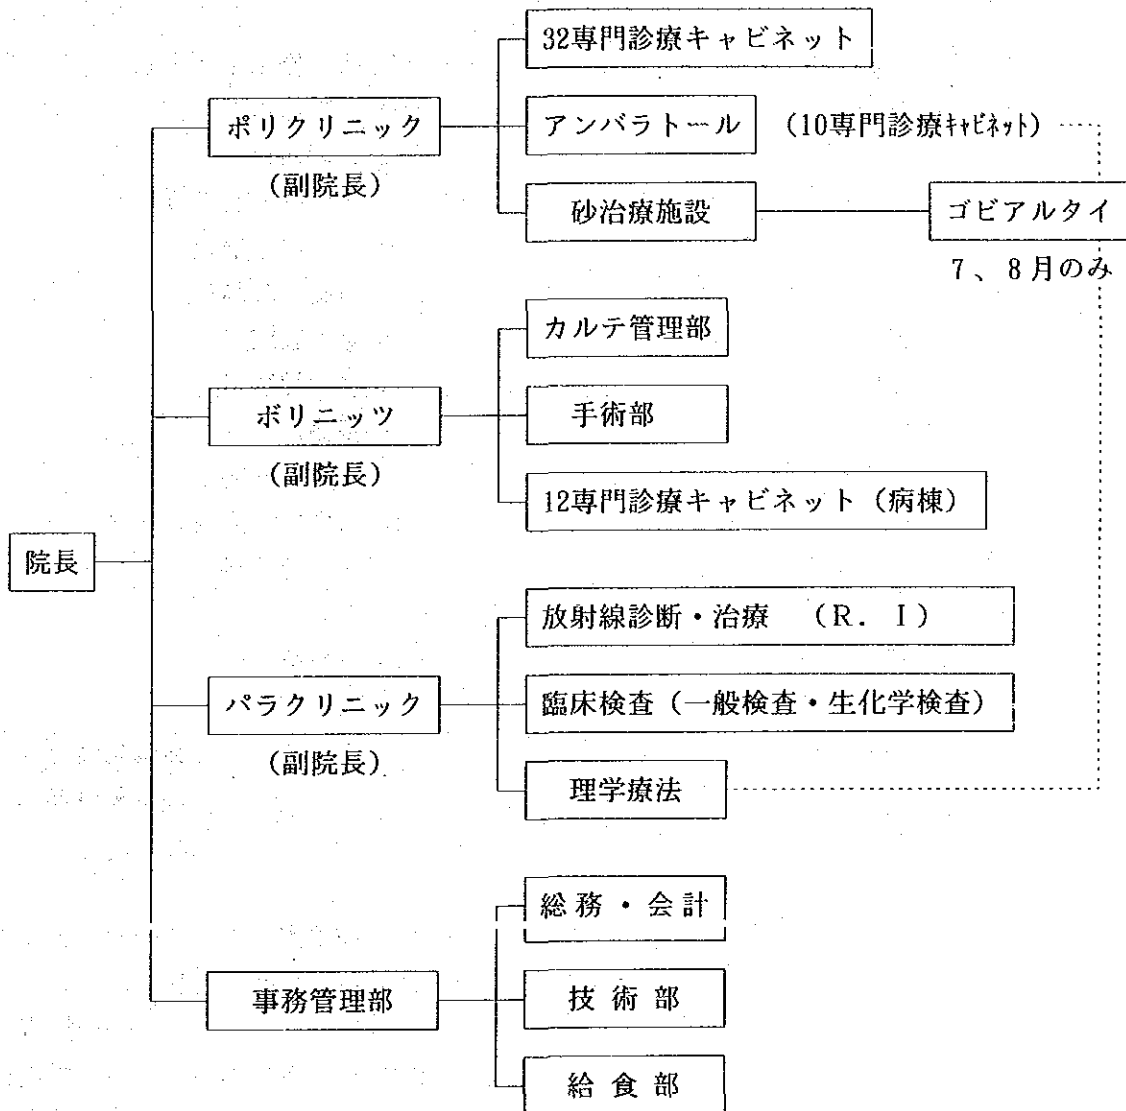 32専門診療キャビネット
ポリクリニック
アンバラトール (10専門診療キャビネット)
(副院長)
砂治療施設
ゴビアルタイ
7、8月のみ
カルテ管理部
ボリニッツ
手術部
(副院長)
12専門診療キャビネット(病棟)
院長
放射線診断・治療 (R.I)
パラクリニック
臨床検査(一般検査・生化学検査)
(副院長)
理学療法
総務・会計
事務管理部
技術部
給食部